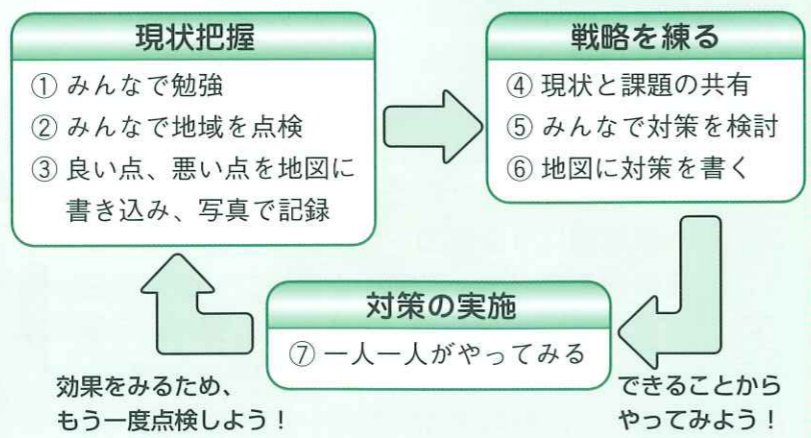 現状把握
① みんなで勉強
② みんなで地域を点検
③ 良い点、悪い点を地図に
書き込み、写真で記録
戦略を練る
④ 現状と課題の共有
⑤ みんなで対策を検討
⑥ 地図に対策を書く
対策の実施
⑦ 一人一人がやってみる
効果をみるため、
もう一度点検しよう！
できることから
やってみよう！